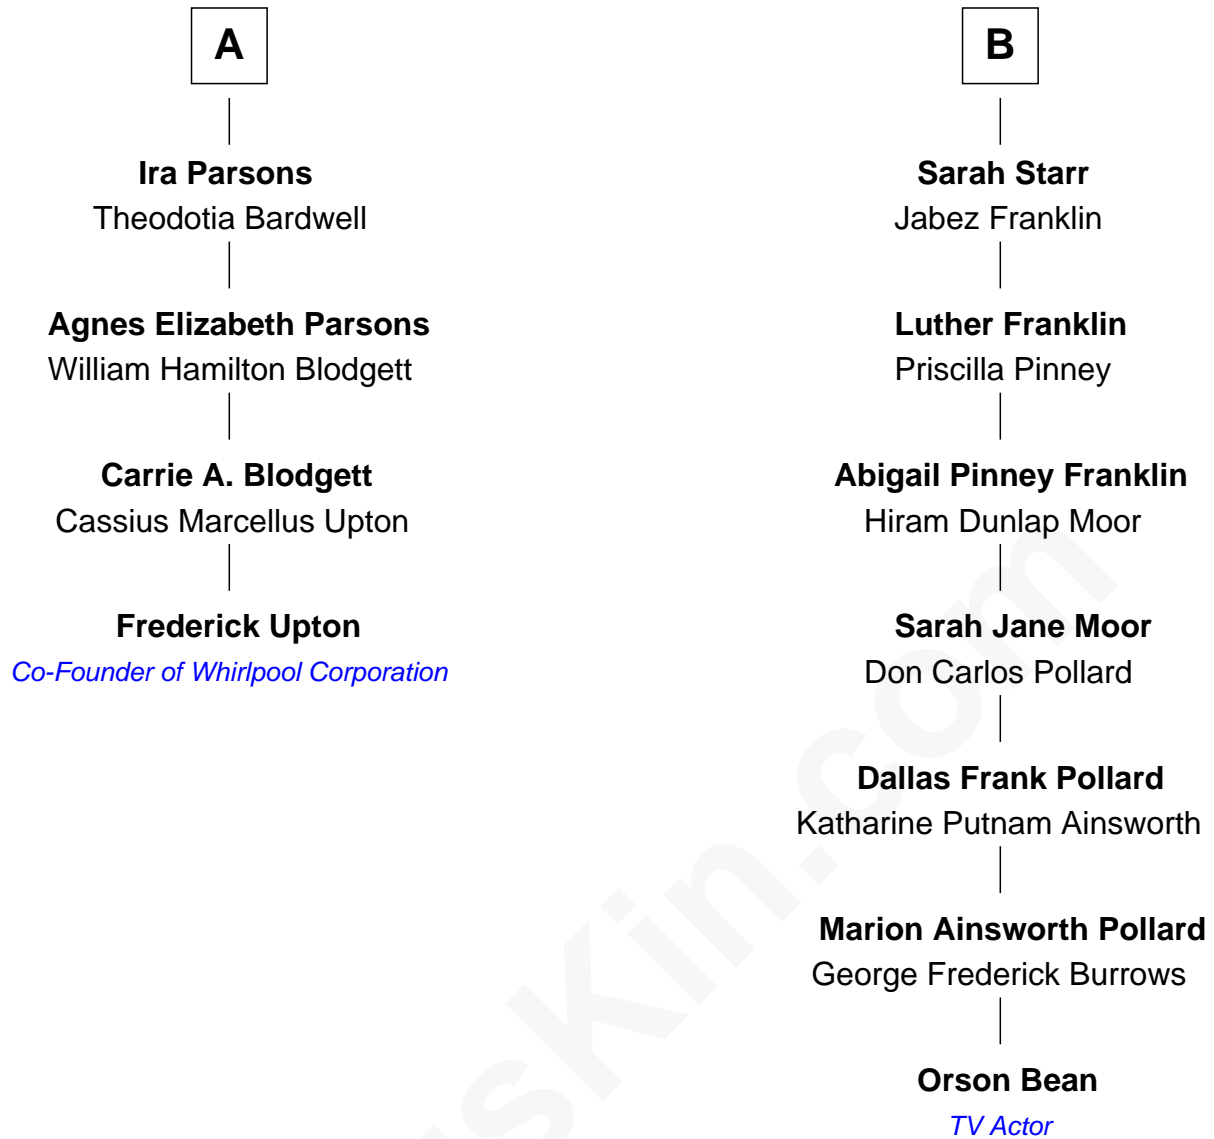 A
Ira Parsons
Theodotia Bardwell
Agnes Elizabeth Parsons
William Hamilton Blodgett
Carrie A. Blodgett
Cassius Marcellus Upton
Frederick Upton
Co-Founder of Whirlpool Corporation
B
Sarah Starr
Jabez Franklin
Luther Franklin
Priscilla Pinney
Abigail Pinney Franklin
Hiram Dunlap Moor
Sarah Jane Moor
Don Carlos Pollard
Dallas Frank Pollard
Katharine Putnam Ainsworth
Marion Ainsworth Pollard
George Frederick Burrows
Orson Bean
TV Actor
sKin.com